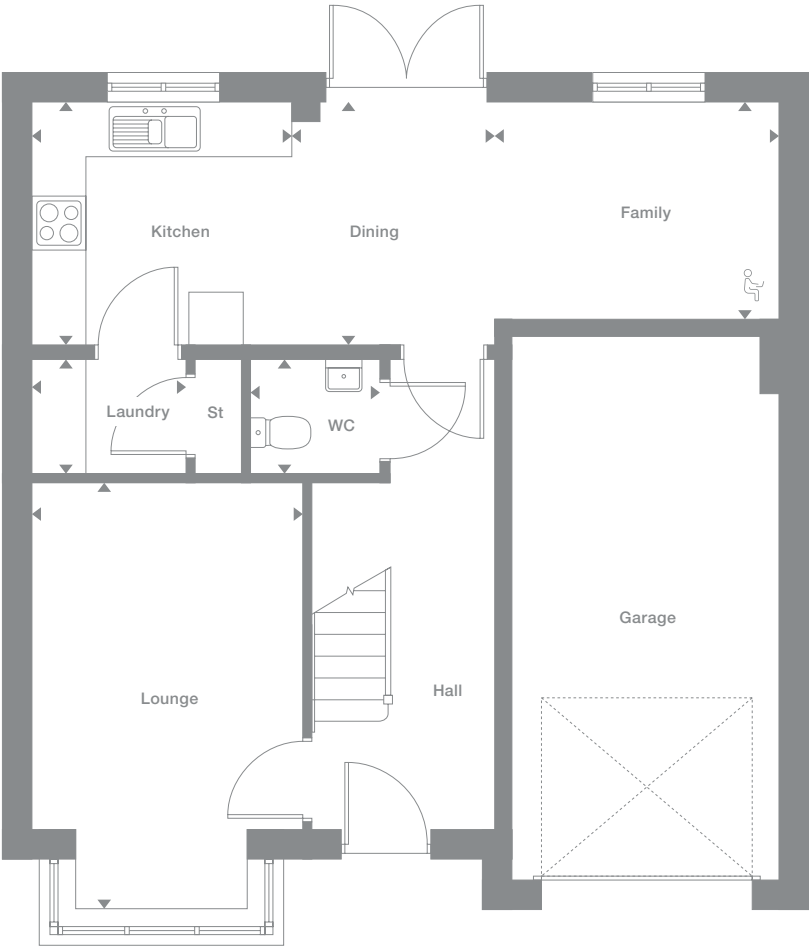 Family
Kitchen
Dining
Laundry
St
WC
Garage
Hall
Lounge